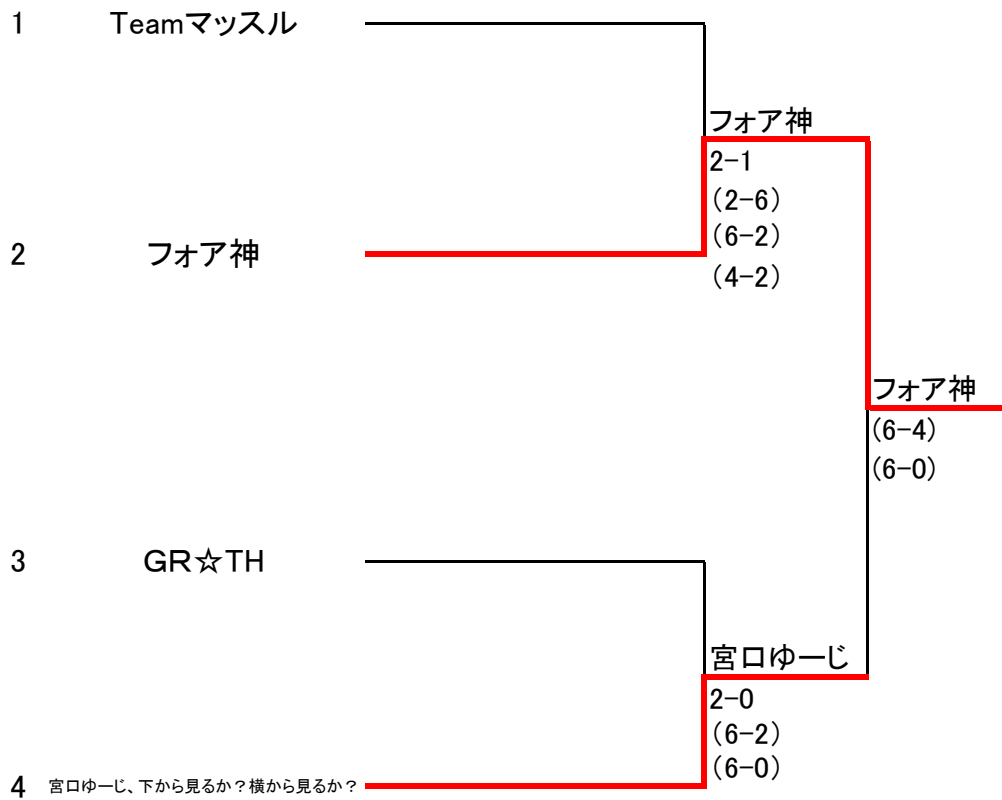 1 Teamマッスル
フォア神
2-1
(2-6)
(6-2)
(4-2)
2 フォア神
フォア神
(6-4)
(6-0)
3 GR☆TH
宮口ゆーじ
2-0
(6-2)
(6-0)
4 宮口ゆーじ、下から見るか？横から見るか？